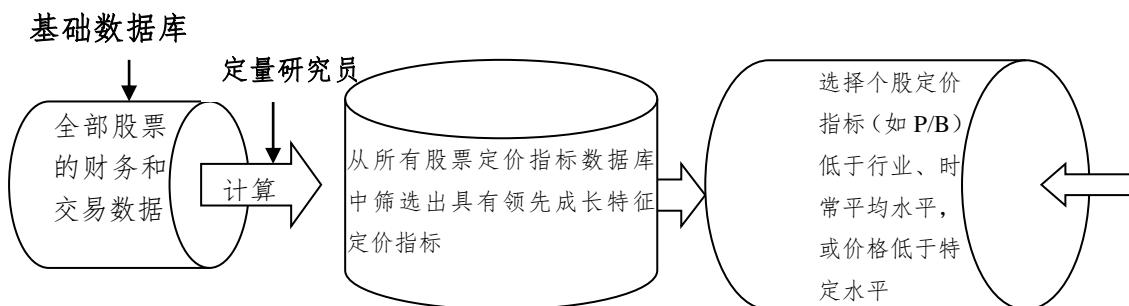 基础数据库
定量研究员
全部股票
的财务和
交易数据
计算
从所有股票定价指标数据库
中筛选出具有领先成长特征
定价指标
选择个股定价
指标（如 P/B）
低于行业、时
常平均水平，
或价格低于特
定水平